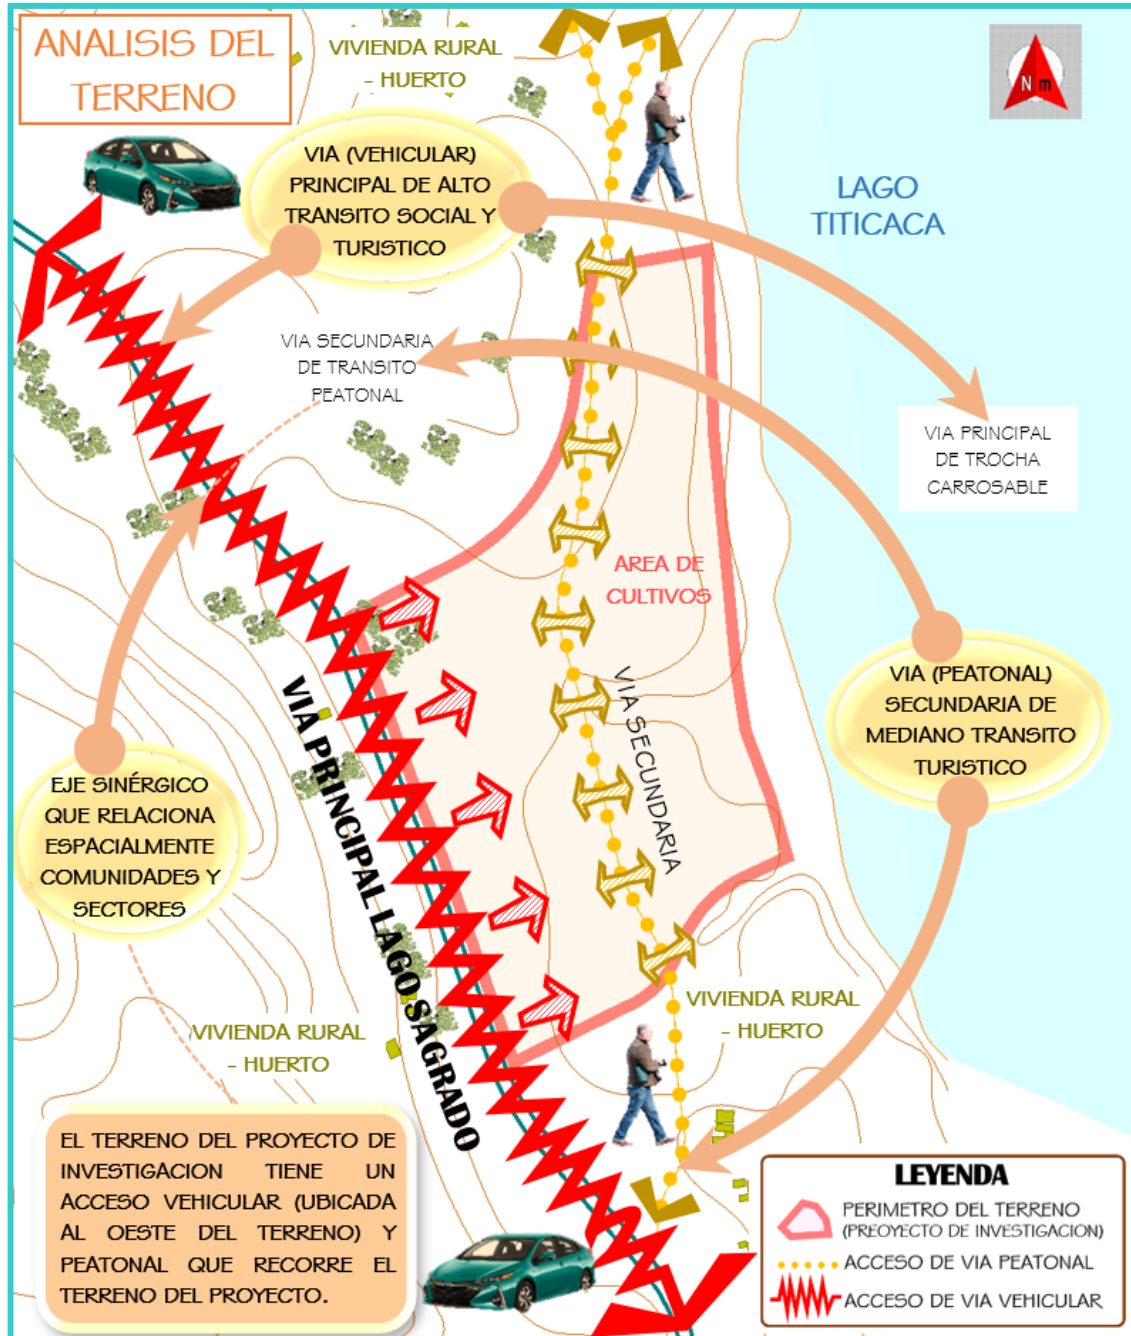 ANALISIS DEL
TERRENO
VIVIENDA RURAL
- HUERTO
N m
VIA (VEHICULAR)
PRINCIPAL DE ALTO
TRANSITO SOCIAL Y
TURISTICO
LAGO
TITICACA
VIA SECUNDARIA
DE TRANSITO
PEATONAL
VIA PRINCIPAL
DE TROCHA
CARROSABLE
AREA DE
CULTIVOS
VIA SECUNDARIA
VIA PRINCIPAL LAGO SAGRADO
VIA (PEATONAL)
SECUNDARIA DE
MEDIANO TRANSITO
TURISTICO
EJE SINÉRGICO
QUE RELACIONA
ESPACIALMENTE
COMUNIDADES Y
SECTORES
VIVIENDA RURAL
- HUERTO
VIVIENDA RURAL
- HUERTO
EL TERRENO DEL PROYECTO DE
INVESTIGACION TIENE UN
ACCESO VEHICULAR (UBICADA
AL OESTE DEL TERRENO) Y
PEATONAL QUE RECORRE EL
TERRENO DEL PROYECTO.
LEYENDA
PERIMETRO DEL TERRENO
(PREOYECTO DE INVESTIGACION)
ACCESO DE VIA PEATONAL
ACCESO DE VIA VEHICULAR